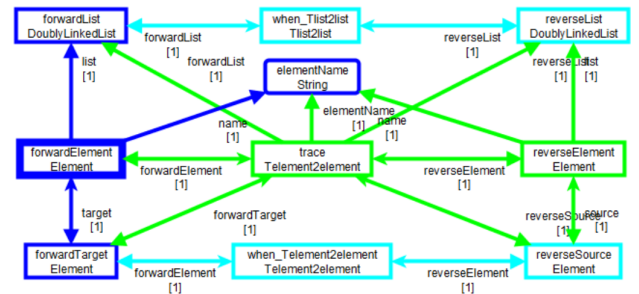 forwardList
DoublyLinkedList
when_Tlist2list
Tlist2list
reverseList
DoublyLinkedList
forwardList
[1]
reverseList
[1]
list
[1]
forwardList
[1]
elementName
String
reverseList
[1]
list
elementName
[1]
name
[1]
name
[1]
forwardElement
Element
trace
Telement2element
reverseElement
Element
forwardElement
[1]
reverseElement
[1]
target
[1]
forwardTarget
[1]
reverseSource
[1]
source
[1]
forwardTarget
Element
when_Telement2element
Telement2element
reverseSource
Element
forwardElement
[1]
reverseElement
[1]